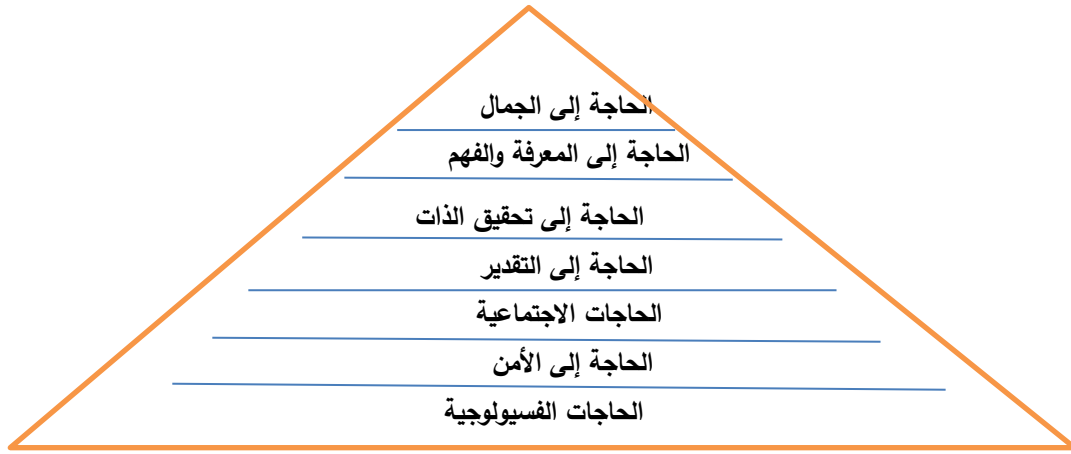 الحاجة إلى الجمال
الحاجة إلى المعرفة والفهم
الحاجة إلى تحقيق الذات
الحاجة إلى التقدير
الحاجات الاجتماعية
الحاجة إلى الأمن
الحاجات الفسيولوجية